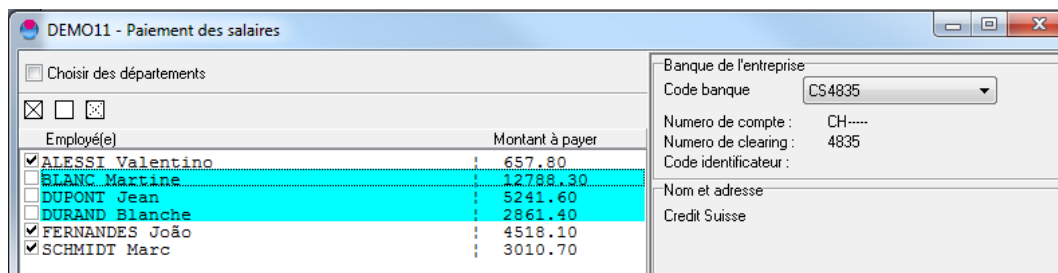 DEMO11 - Paiement des salaires
Choisir des départements
Employé(e) Montant à payer
ALESSI Valentino ¦ 657.80
BLANC Martine ¦ 12788.30
DUPONT Jean ¦ 5241.60
DURAND Blanche ¦ 2861.40
FERNANDES João ¦ 4518.10
SCHMIDT Marc ¦ 3010.70
Banque de l'entreprise
Code banque CS4835
Numero de compte : CH-----
Numero de clearing : 4835
Code identificateur :
Nom et adresse
Credit Suisse